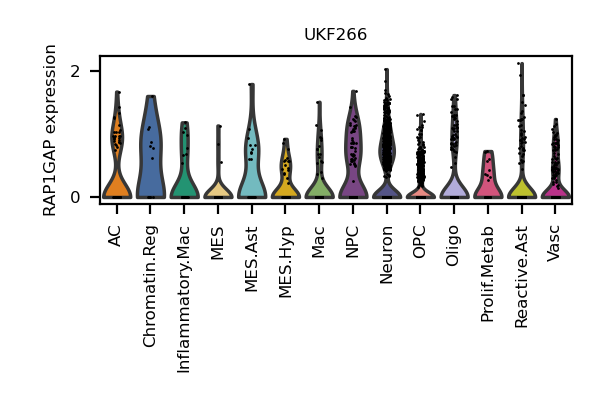 UKF266
RAP1GAP expression
2
0
AC
Chromatin.Reg
Inflammatory.Mac
MES
MES.Ast
MES.Hyp
Mac
NPC
Neuron
OPC
Oligo
Prolif.Metab
Reactive.Ast
Vasc